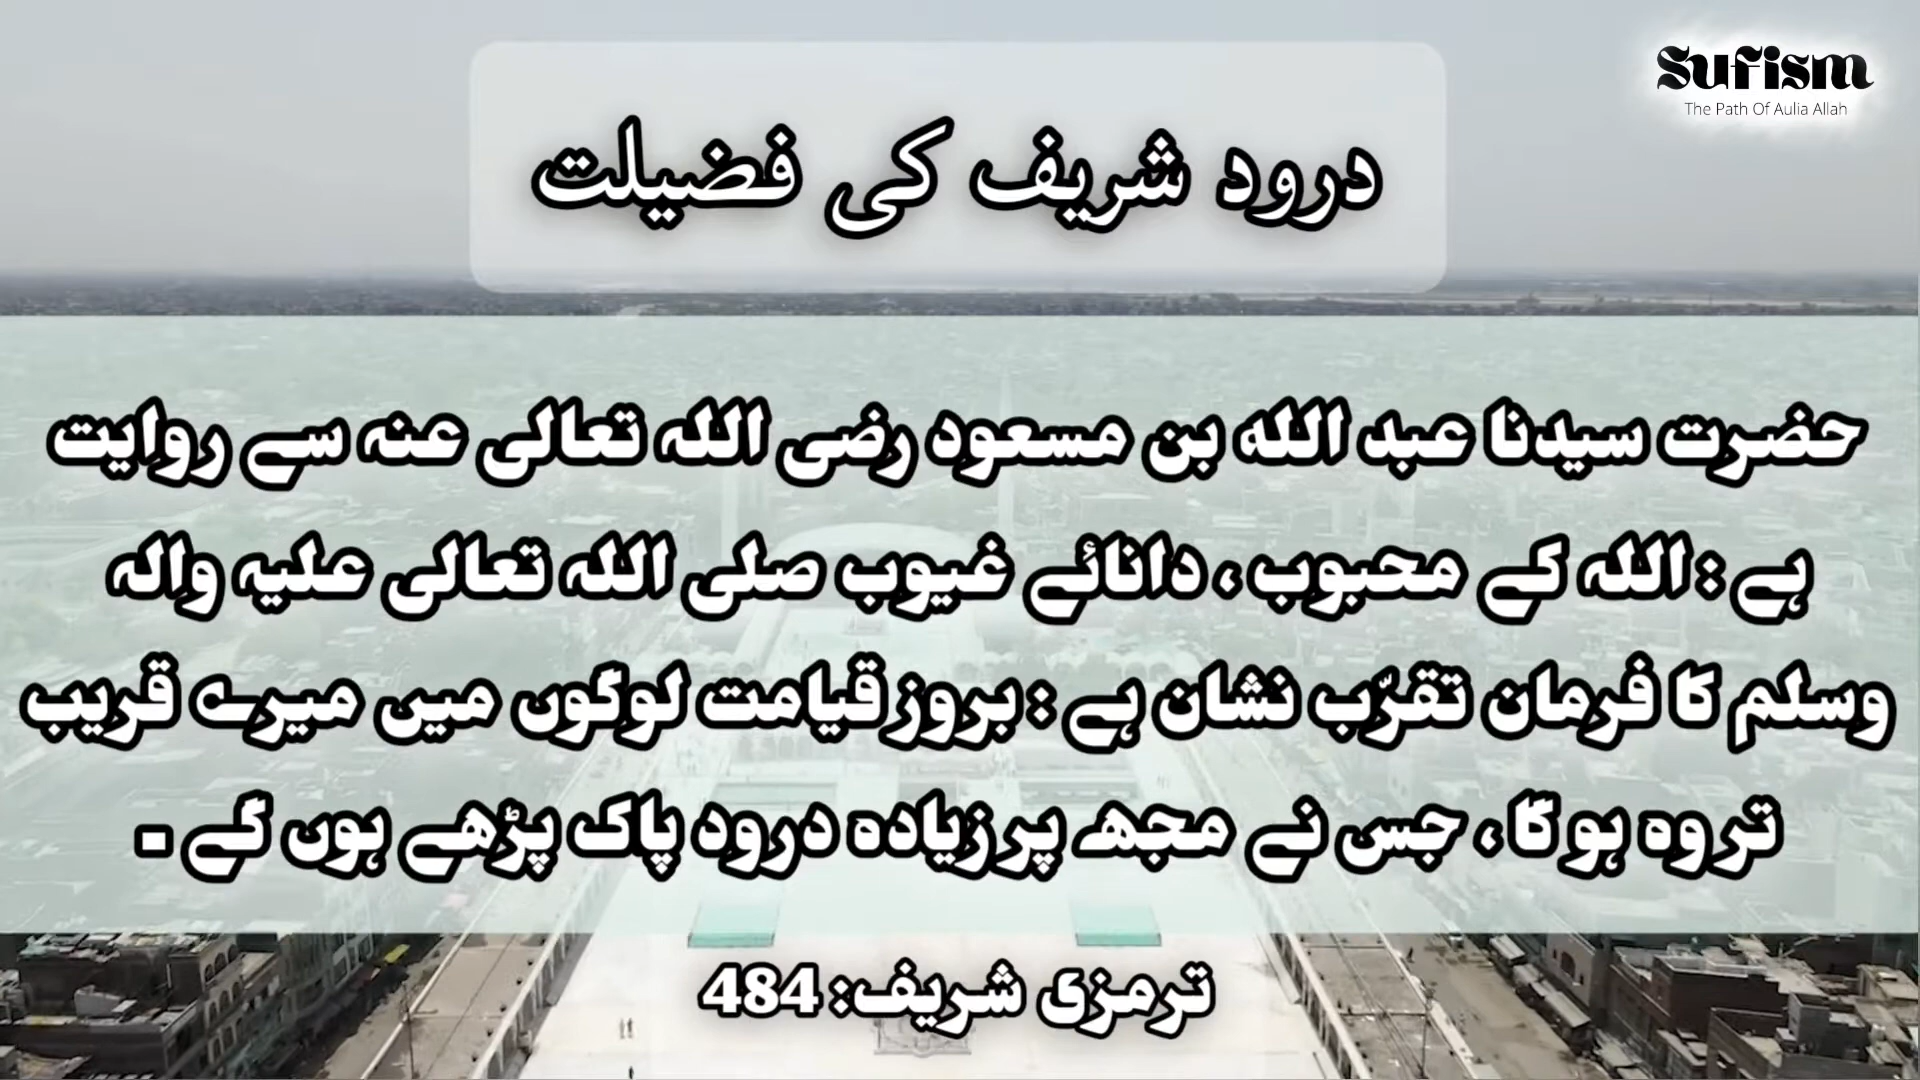 Sufism
The Path Of Aulia Allah
درود شریف کی فضیلت
حضرت سیدنا عبد الله بن مسعود رضی اللہ تعالی عنہ سے روایت
ہے : اللہ کے محبوب ، دانائے غیوب صلی اللہ تعالی علیہ والہ
وسلم کا فرمان تقرّب نشان ہے : بروز قیامت لوگوں میں میرے قریب
تر وہ ہو گا ، جس نے مجھ پر زیادہ درود پاک پڑھے ہوں گے ۔
ترمزی شریف: 484